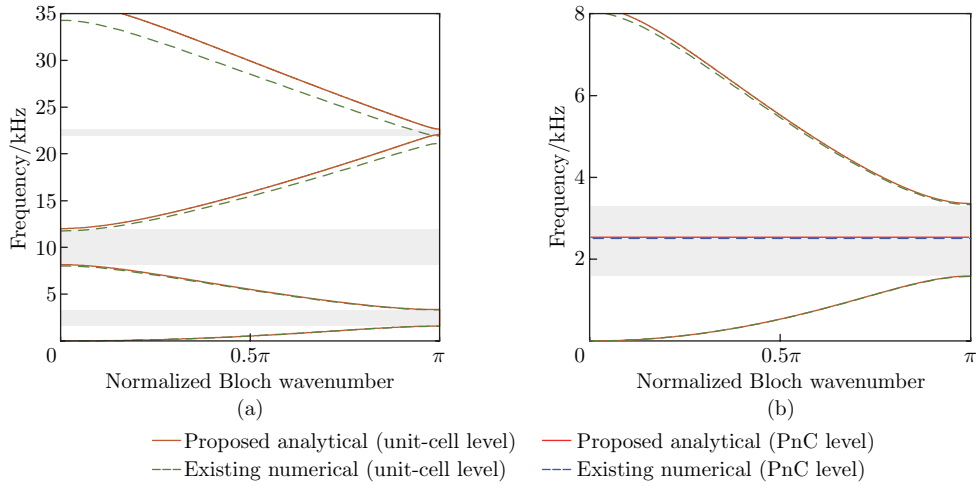 35
30
25
20
15
10
5
0
Frequency/kHz
0.5π
π
Normalized Bloch wavenumber
(a)
8
6
4
2
0
Frequency/kHz
0.5π
π
Normalized Bloch wavenumber
(b)
Proposed analytical (unit-cell level)
Proposed analytical (PnC level)
Existing numerical (unit-cell level)
Existing numerical (PnC level)